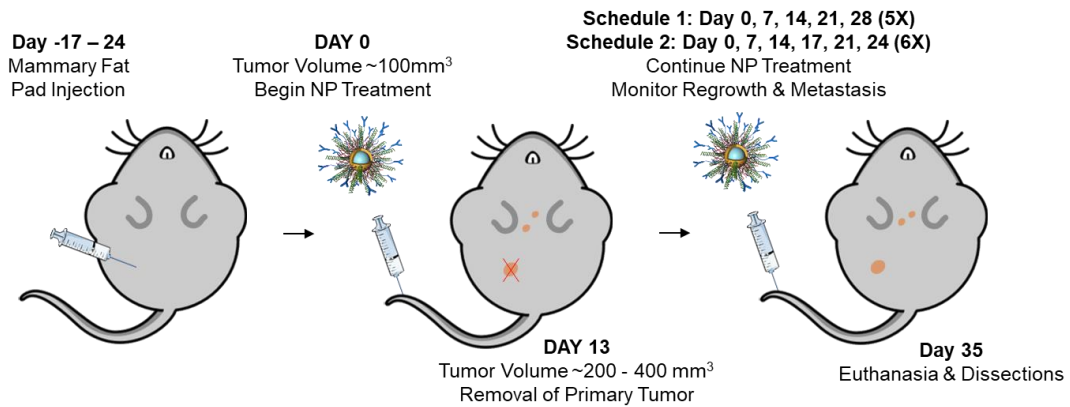 Day -17 – 24
Mammary Fat
Pad Injection
DAY 0
Tumor Volume ~100mm³
Begin NP Treatment
Schedule 1: Day 0, 7, 14, 21, 28 (5X)
Schedule 2: Day 0, 7, 14, 17, 21, 24 (6X)
Continue NP Treatment
Monitor Regrowth & Metastasis
DAY 13
Tumor Volume ~200 - 400 mm³
Removal of Primary Tumor
Day 35
Euthanasia & Dissections